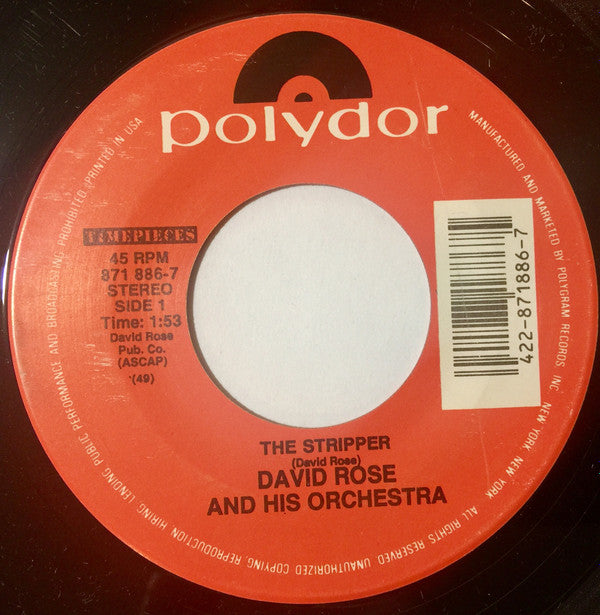 polydor
TIMEPIECES
45 RPM
871 886-7
STEREO
SIDE 1
Time: 1:53
David Rose
Pub. Co.
(ASCAP)
(49)
422-871886-7
THE STRIPPER
(David Rose)
DAVID ROSE
AND HIS ORCHESTRA
MANUFACTURED AND MARKETED BY POLYGRAM RECORDS INC. NEW YORK, NEW YORK. ALL RIGHTS RESERVED. UNAUTHORIZED COPYING, REPRODUCTION, HIRING, LENDING, PUBLIC PERFORMANCE AND BROADCASTING PROHIBITED. (PRINTED IN USA